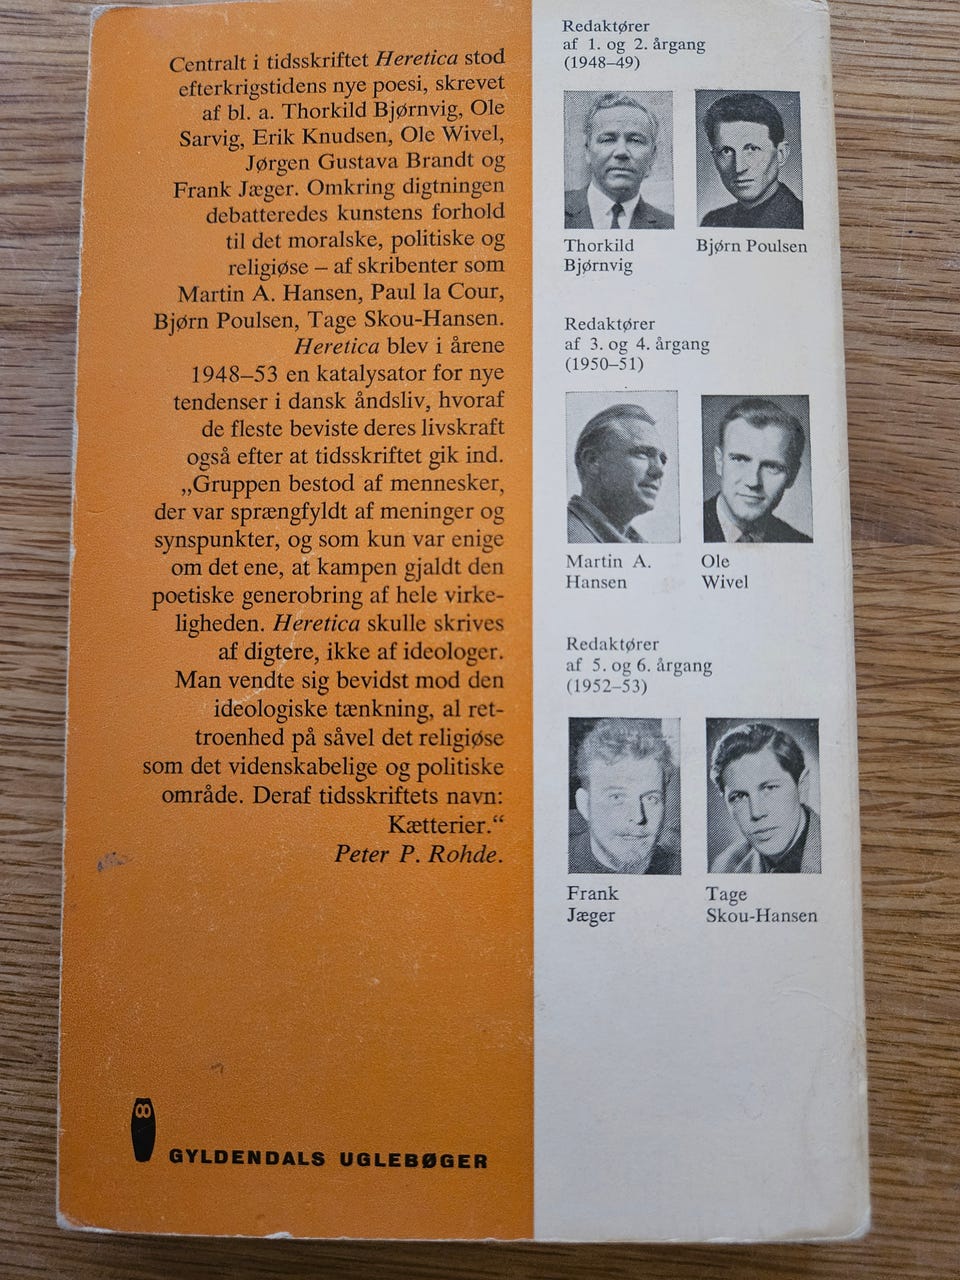 Centralt i tidsskriftet Heretica stod
efterkrigstidens nye poesi, skrevet
af bl. a. Thorkild Bjørnvig, Ole
Sarvig, Erik Knudsen, Ole Wivel,
Jørgen Gustava Brandt og
Frank Jæger. Omkring digtningen
debatteredes kunstens forhold
til det moralske, politiske og
religiøse – af skribenter som
Martin A. Hansen, Paul la Cour,
Bjørn Poulsen, Tage Skou-Hansen.
Heretica blev i årene
1948–53 en katalysator for nye
tendenser i dansk åndsliv, hvoraf
de fleste beviste deres livskraft
også efter at tidsskriftet gik ind.
„Gruppen bestod af mennesker,
der var sprængfyldt af meninger og
synspunkter, og som kun var enige
om det ene, at kampen gjaldt den
poetiske generobring af hele virke-
ligheden. Heretica skulle skrives
af digtere, ikke af ideologer.
Man vendte sig bevidst mod den
ideologiske tænkning, al ret-
troenhed på såvel det religiøse
som det videnskabelige og politiske
område. Deraf tidsskriftets navn:
Kætterier.“
Peter P. Rohde.
GYLDENDALS UGLEBØGER
Redaktører
af 1. og 2. årgang
(1948–49)
Thorkild
Bjørnvig
Bjørn Poulsen
Redaktører
af 3. og 4. årgang
(1950–51)
Martin A.
Hansen
Ole
Wivel
Redaktører
af 5. og 6. årgang
(1952–53)
Frank
Jæger
Tage
Skou-Hansen